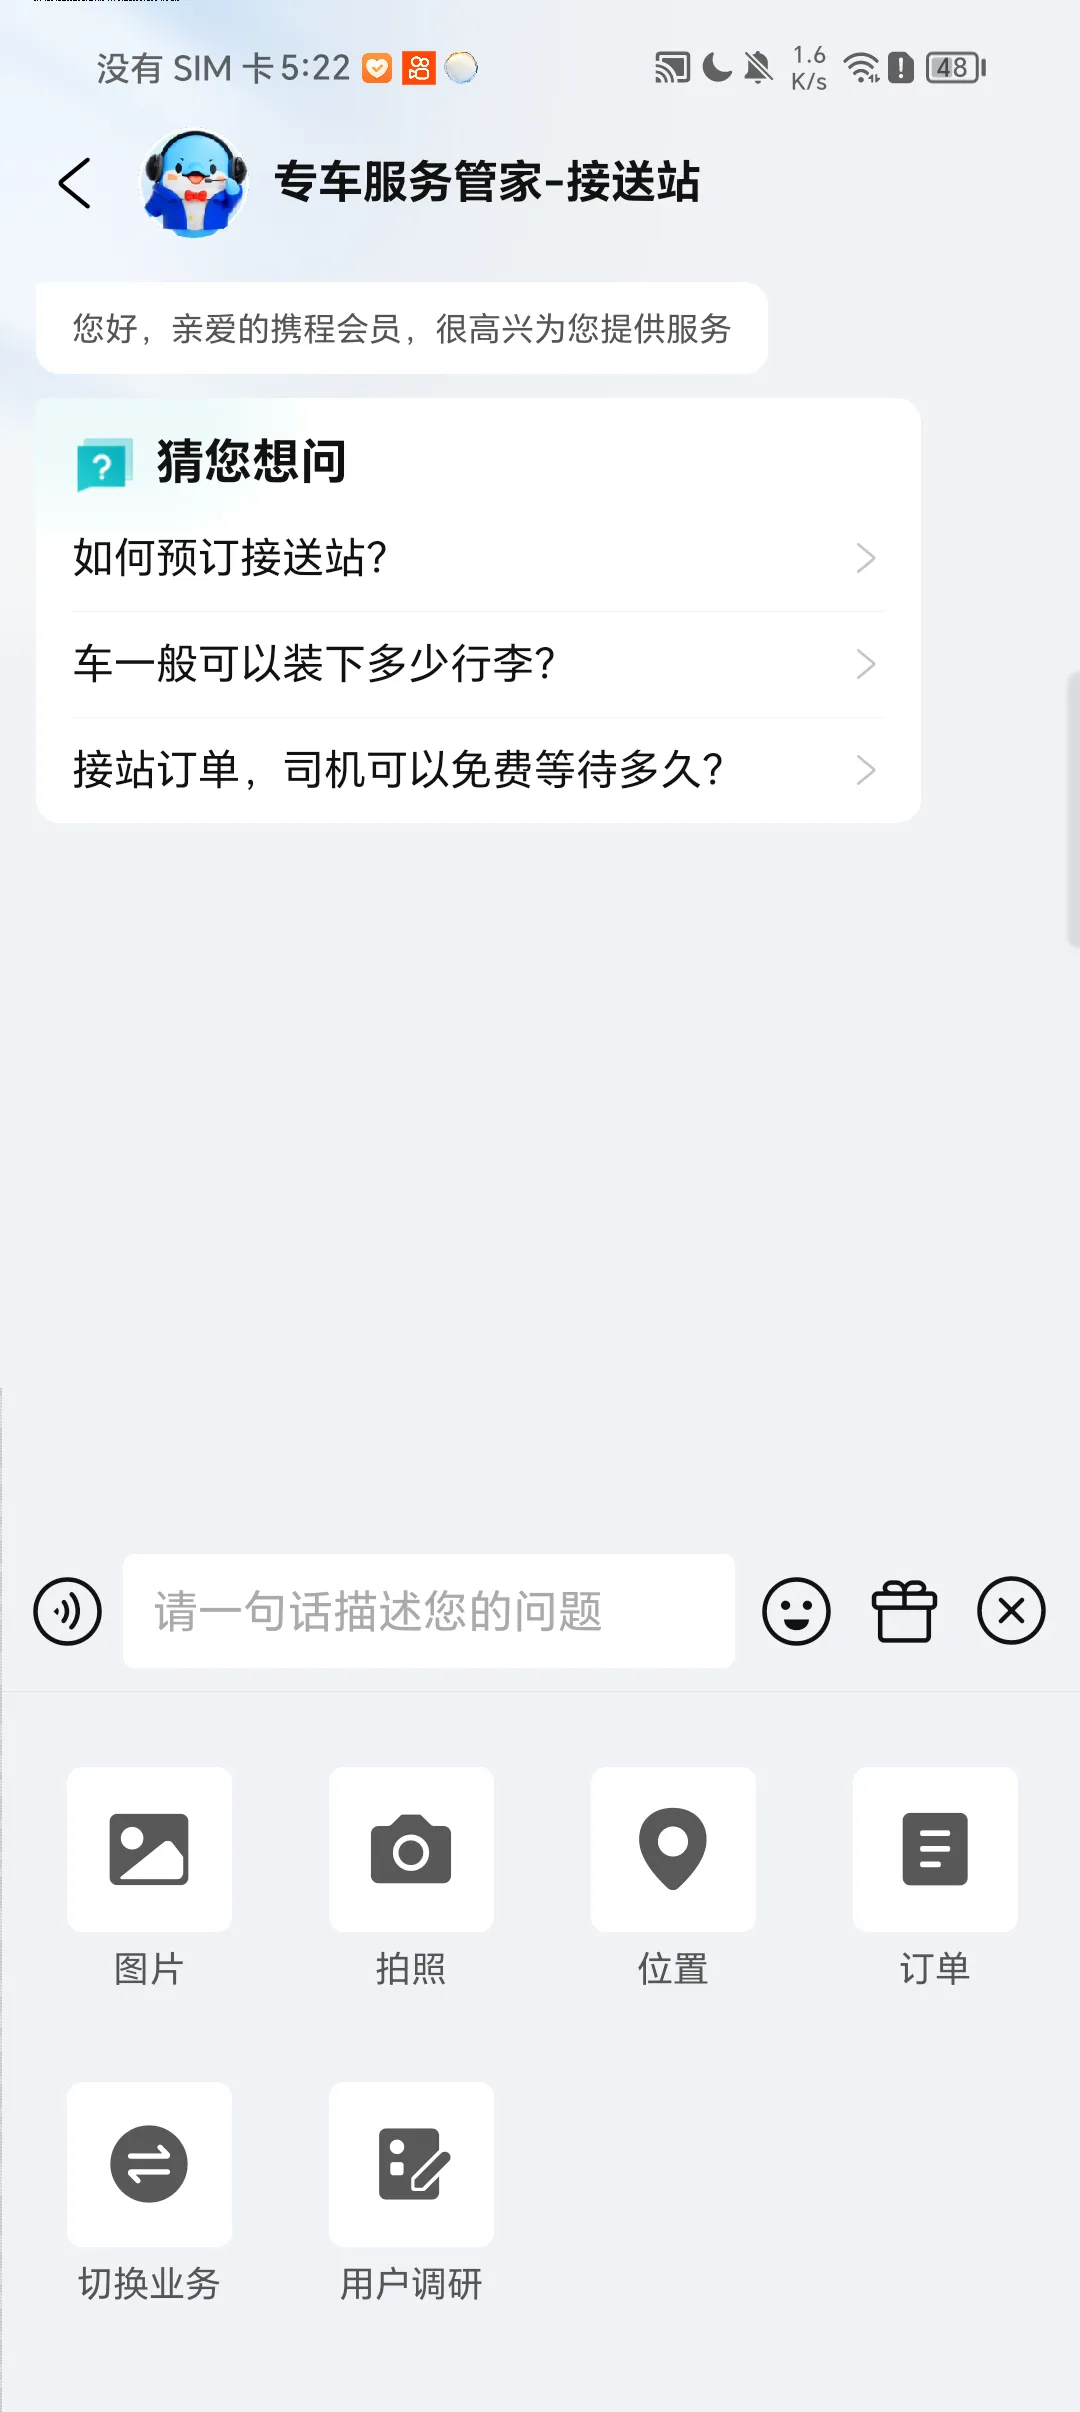 没有 SIM 卡 5:22
1.6 K/s
48
专车服务管家-接送站
您好，亲爱的携程会员，很高兴为您提供服务
猜您想问
如何预订接送站?
车一般可以装下多少行李?
接站订单，司机可以免费等待多久?
请一句话描述您的问题
图片
拍照
位置
订单
切换业务
用户调研